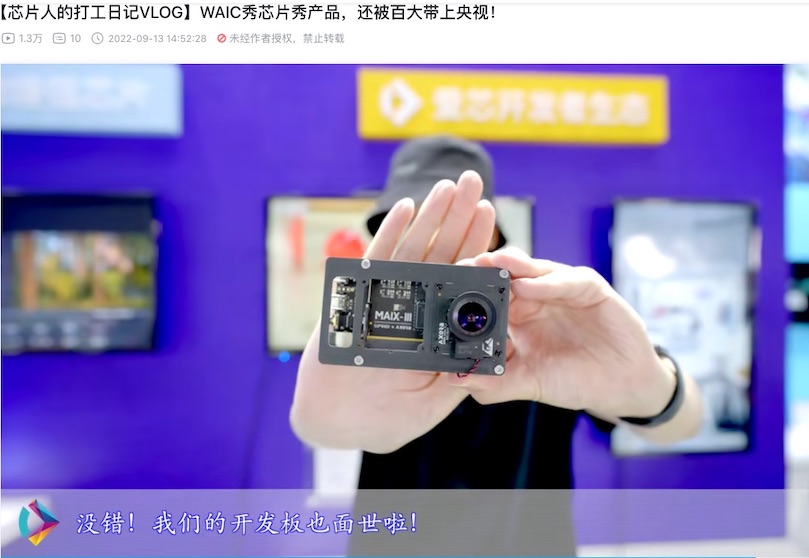 【芯片人的打工日记VLOG】WAIC秀芯片秀产品，还被百大带上央视！
1.3万 10 2022-09-13 14:52:28 未经作者授权，禁止转载
爱芯开发者生态
MAIX-III
SIPEED + AXERA
AXERA
没错！我们的开发板也面世啦！